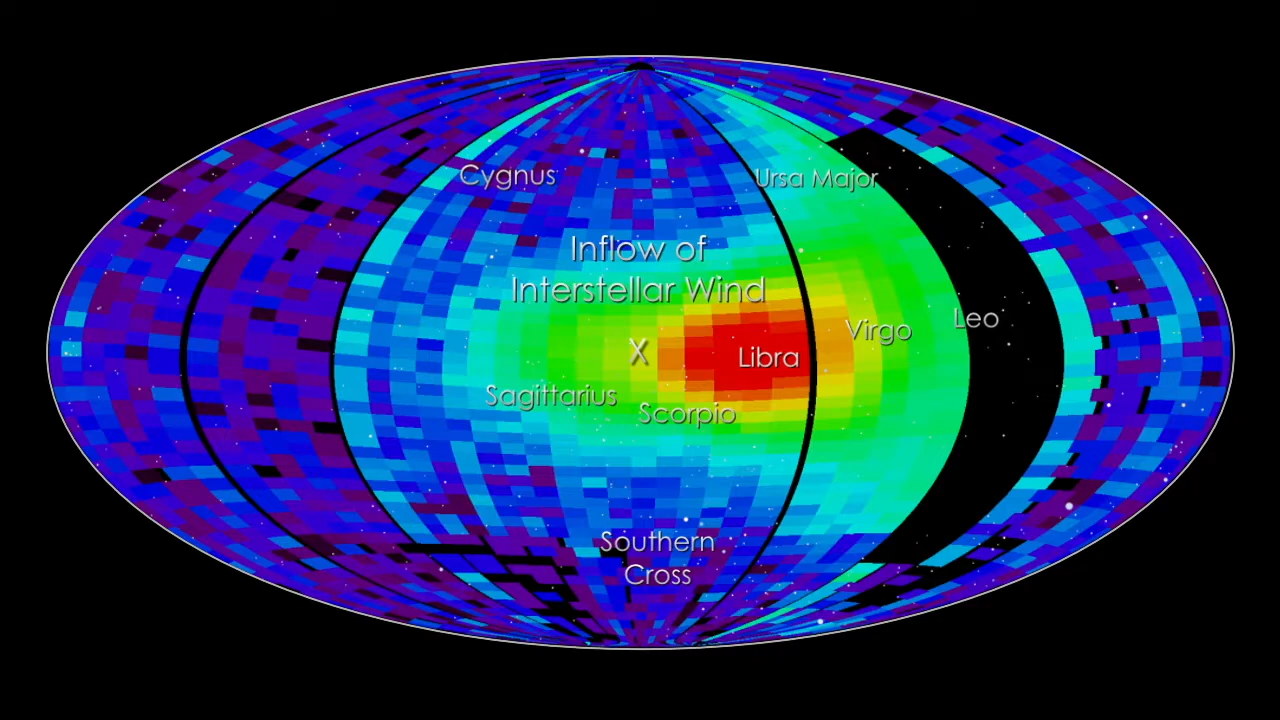 Cygnus
Ursa Major
Inflow of
Interstellar Wind
Leo
Virgo
X
Libra
Sagittarius
Scorpio
Southern
Cross